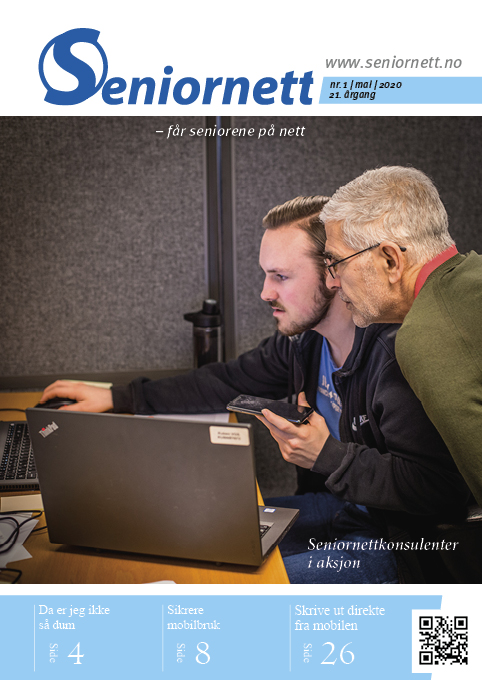 Seniornett
www.seniornett.no
nr. 1 | mai | 2020
21. årgang
– får seniorene på nett
ThinkPad
Seniornettkonsulenter
i aksjon
Da er jeg ikke
så dum
Side 4
Sikrere
mobilbruk
Side 8
Skrive ut direkte
fra mobilen
Side 26